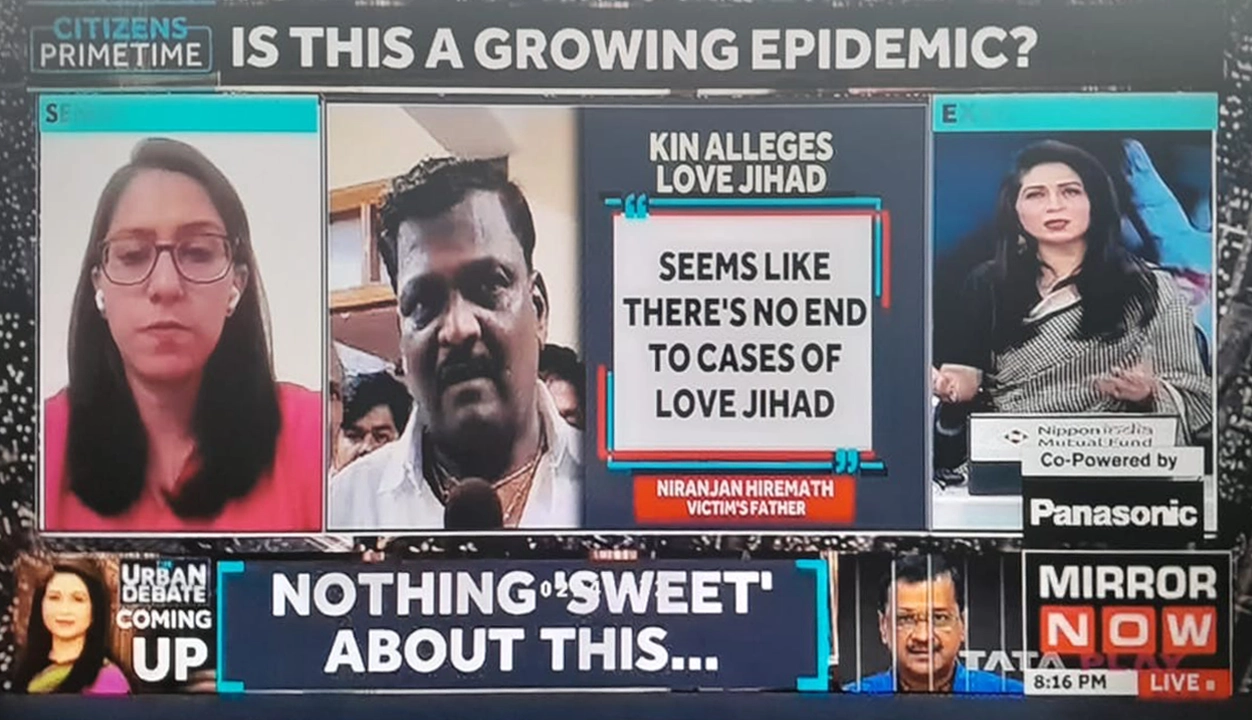 CITIZENS
PRIMETIME
IS THIS A GROWING EPIDEMIC?
KIN ALLEGES
LOVE JIHAD
"
SEEMS LIKE
THERE'S NO END
TO CASES OF
LOVE JIHAD
"
NIRANJAN HIREMATH
VICTIM'S FATHER
Nippon india
Mutual Fund
Co-Powered by
Panasonic
URBAN
DEBATE
COMING
UP
NOTHING 'SWEET'
ABOUT THIS...
MIRROR
NOW
TATA PLAY
8:16 PM
LIVE